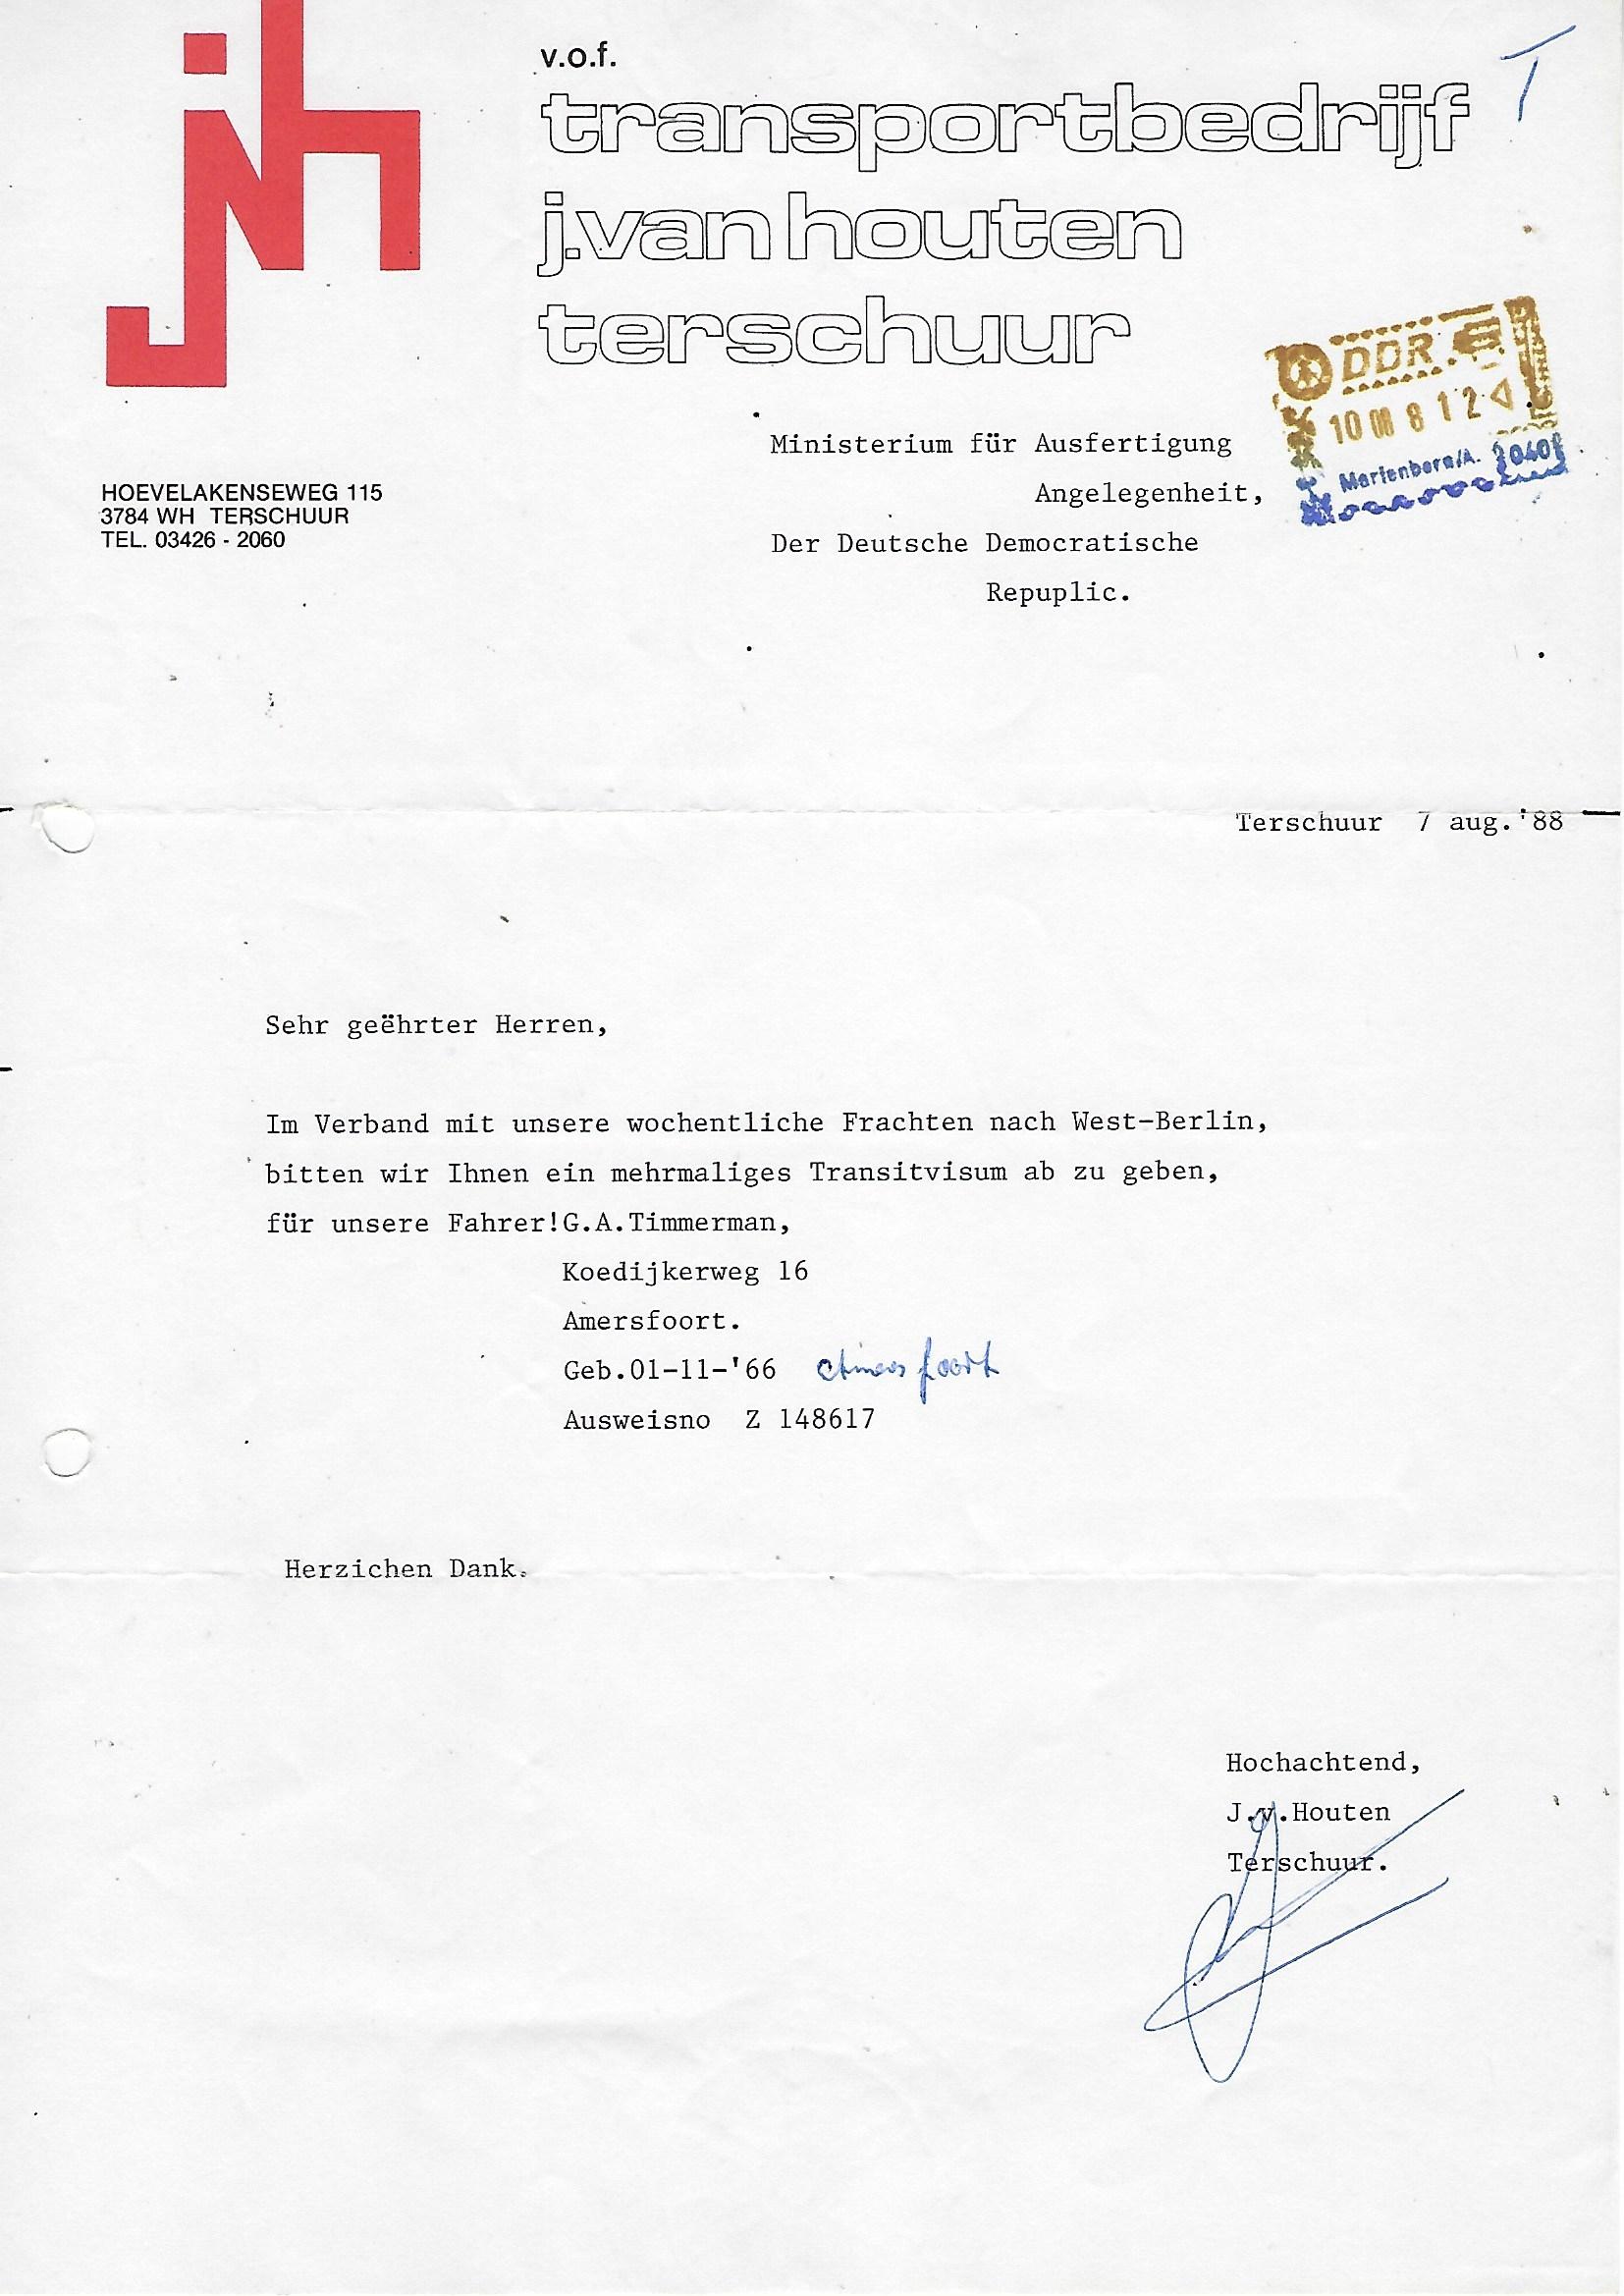 jvh
v.o.f.
transportbedrijf
j.van houten
terschuur
T
DDR
10 08 8 12
Marienborn/A. 2040
HOEVELAKENSEWEG 115
3784 WH TERSCHUUR
TEL. 03426 - 2060
Ministerium für Ausfertigung
Angelegenheit,
Der Deutsche Democratische
Repuplic.
Terschuur 7 aug.'88
Sehr geëhrter Herren,
Im Verband mit unsere wochentliche Frachten nach West-Berlin,
bitten wir Ihnen ein mehrmaliges Transitvisum ab zu geben,
für unsere Fahrer!G.A.Timmerman,
Koedijkerweg 16
Amersfoort.
Geb.01-11-'66 Amersfoort
Ausweisno Z 148617
Herzichen Dank.
Hochachtend,
J.v.Houten
Terschuur.